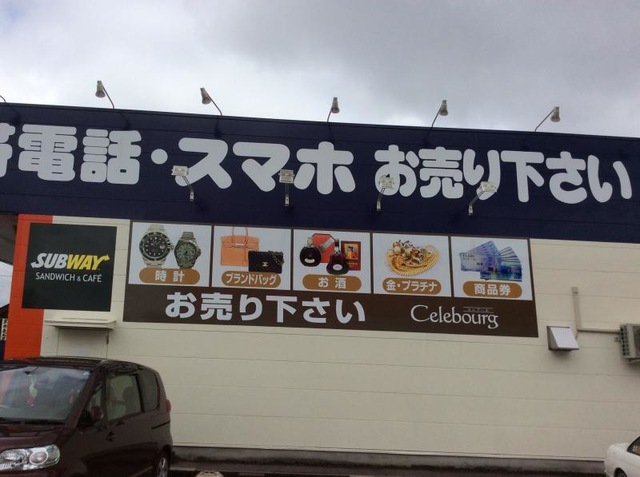 帯電話・スマホ お売り下さい
SUBWAY
SANDWICH & CAFÉ
時計
ブランドバッグ
お酒
金・プラチナ
商品券
お売り下さい
Celebourg